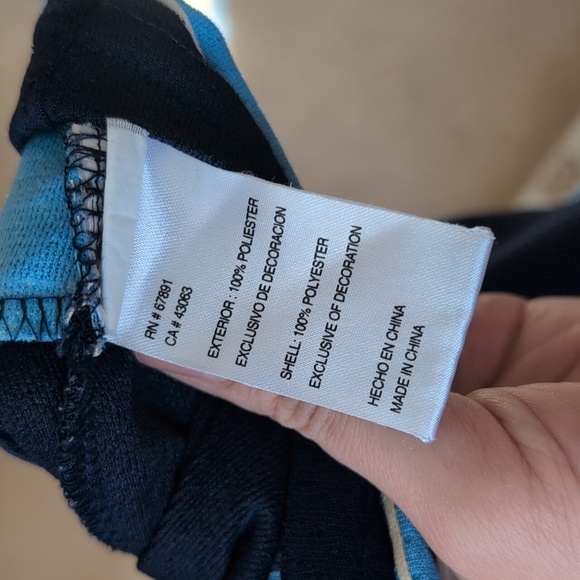 RN # 67891
CA # 43063
EXTERIOR : 100% POLIESTER
EXCLUSIVO DE DECORACION
SHELL: 100% POLYESTER
EXCLUSIVE OF DECORATION
HECHO EN CHINA
MADE IN CHINA